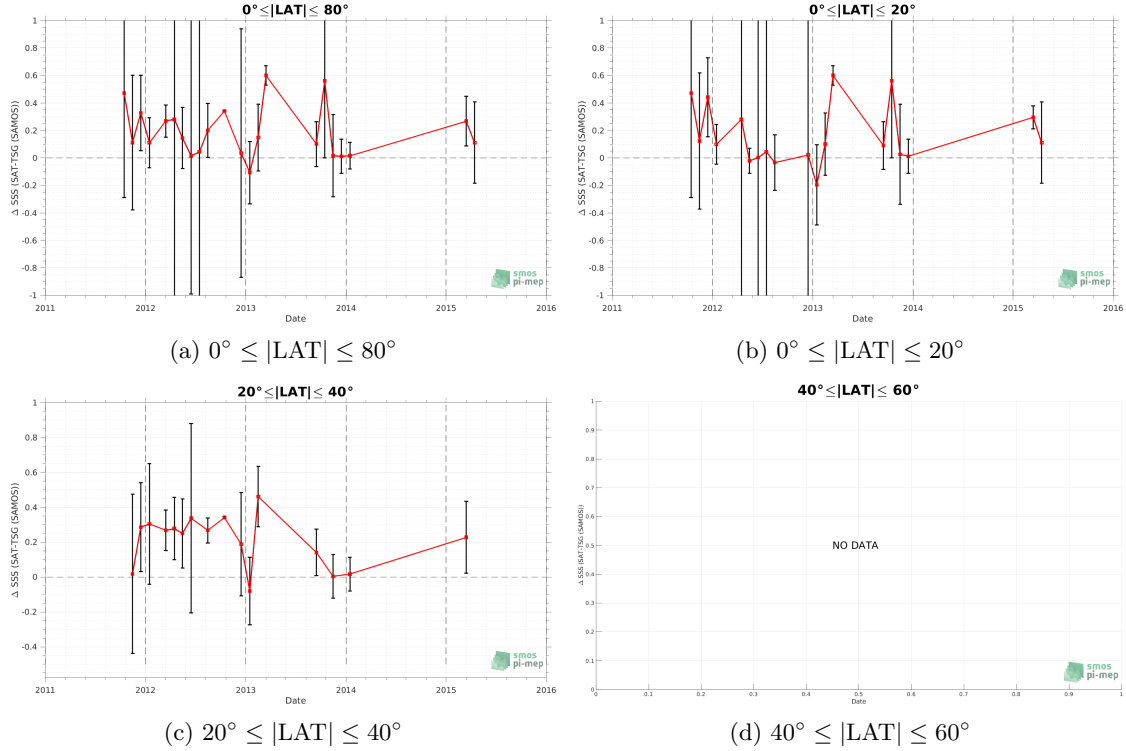 0°≤|LAT|≤ 80°
Δ SSS (SAT-TSG (SAMOS))
1
0.8
0.6
0.4
0.2
0
-0.2
-0.4
-0.6
-0.8
-1
2011 2012 2013 2014 2015 2016
Date
smos
pi-mep
(a) 0° ≤ |LAT| ≤ 80°
0°≤|LAT|≤ 20°
Δ SSS (SAT-TSG (SAMOS))
1
0.8
0.6
0.4
0.2
0
-0.2
-0.4
-0.6
-0.8
-1
2011 2012 2013 2014 2015 2016
Date
smos
pi-mep
(b) 0° ≤ |LAT| ≤ 20°
20°≤|LAT|≤ 40°
Δ SSS (SAT-TSG (SAMOS))
1
0.8
0.6
0.4
0.2
0
-0.2
-0.4
2011 2012 2013 2014 2015 2016
Date
smos
pi-mep
(c) 20° ≤ |LAT| ≤ 40°
40°≤|LAT|≤ 60°
Δ SSS (SAT-TSG (SAMOS))
1
0.9
0.8
0.7
0.6
0.5
0.4
0.3
0.2
0.1
0
NO DATA
0 0.1 0.2 0.3 0.4 0.5 0.6 0.7 0.8 0.9 1
Date
smos
pi-mep
(d) 40° ≤ |LAT| ≤ 60°